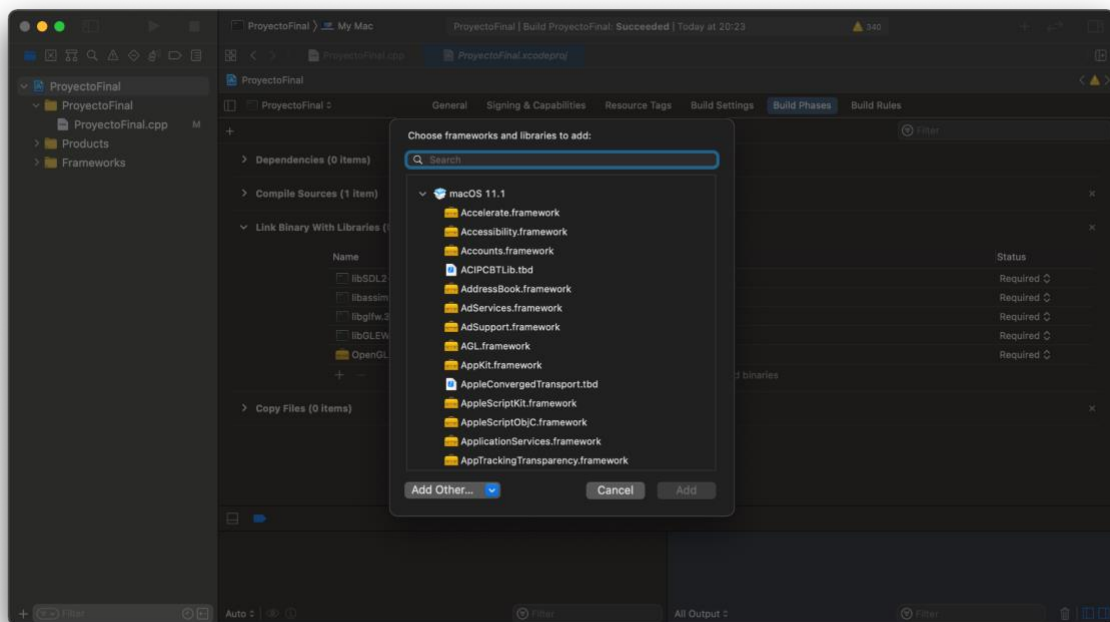 ProyectoFinal 〉 My Mac
ProyectoFinal | Build ProyectoFinal: Succeeded | Today at 20:23
340
ProyectoFinal.cpp
ProyectoFinal.xcodeproj
ProyectoFinal
ProyectoFinal
ProyectoFinal
ProyectoFinal.cpp M
Products
Frameworks
ProyectoFinal
General Signing & Capabilities Resource Tags Build Settings Build Phases Build Rules
Filter
Dependencies (0 items)
Compile Sources (1 item)
Link Binary With Libraries
Name Status
libSDL2 Required
libassim Required
libglfw.3 Required
libGLEW Required
OpenGL Required
d binaries
Copy Files (0 items)
Choose frameworks and libraries to add:
Search
macOS 11.1
Accelerate.framework
Accessibility.framework
Accounts.framework
ACIPCBTLib.tbd
AddressBook.framework
AdServices.framework
AdSupport.framework
AGL.framework
AppKit.framework
AppleConvergedTransport.tbd
AppleScriptKit.framework
AppleScriptObjC.framework
ApplicationServices.framework
AppTrackingTransparency.framework
Add Other... Cancel Add
Filter
Auto
Filter
All Output
Filter